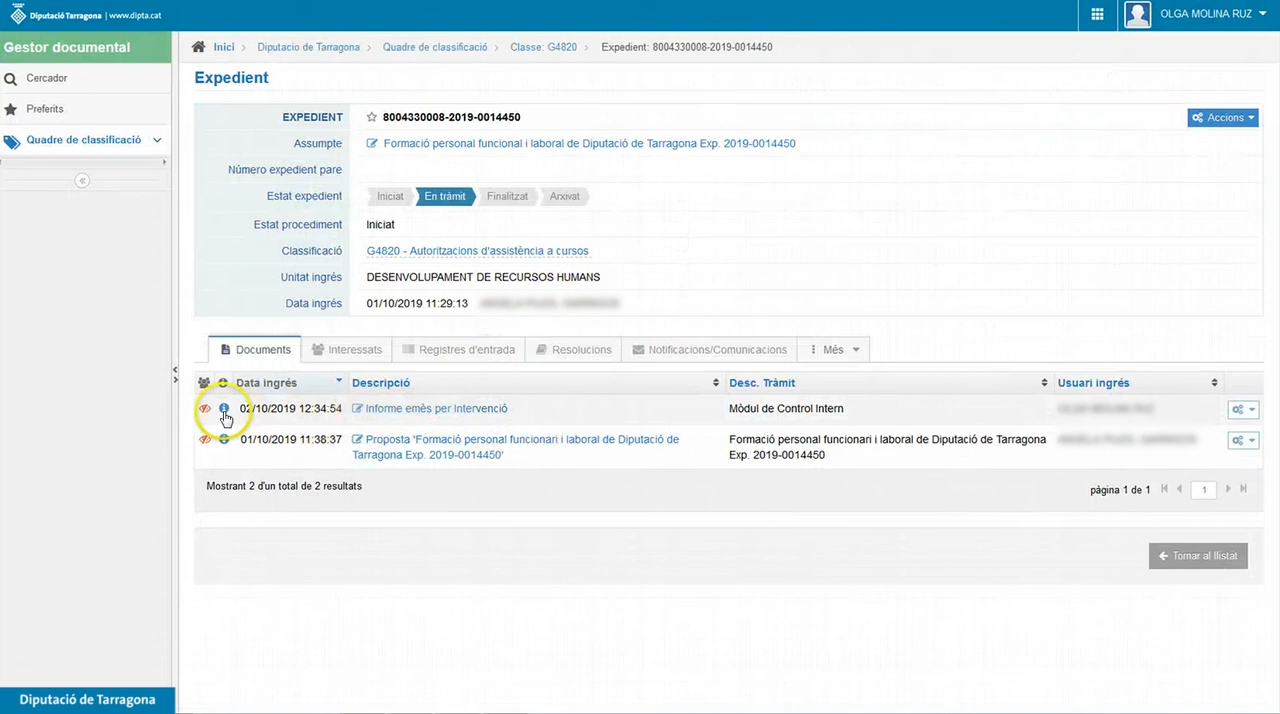 Diputació Tarragona | www.dipta.cat
OLGA MOLINA RUZ
Gestor documental
Inici > Diputacio de Tarragona > Quadre de classificació > Classe: G4820 > Expedient: 8004330008-2019-0014450
Cercador
Preferits
Quadre de classificació
Expedient
EXPEDIENT 8004330008-2019-0014450
Accions
Assumpte Formació personal funcional i laboral de Diputació de Tarragona Exp. 2019-0014450
Número expedient pare
Estat expedient Iniciat En tràmit Finalitzat Arxivat
Estat procediment Iniciat
Classificació G4820 - Autoritzacions d'assistència a cursos
Unitat ingrés DESENVOLUPAMENT DE RECURSOS HUMANS
Data ingrés 01/10/2019 11:29:13
Documents Interessats Registres d'entrada Resolucions Notificacions/Comunicacions Més
Data ingrés Descripció Desc. Tràmit Usuari ingrés
02/10/2019 12:34:54 Informe emès per Intervenció Mòdul de Control Intern
01/10/2019 11:38:37 Proposta 'Formació personal funcionari i laboral de Diputació de Formació personal funcionari i laboral de Diputació de Tarragona
Tarragona Exp. 2019-0014450' Exp. 2019-0014450
Mostrant 2 d'un total de 2 resultats
pàgina 1 de 1 1
Tornar al llistat
Diputació de Tarragona